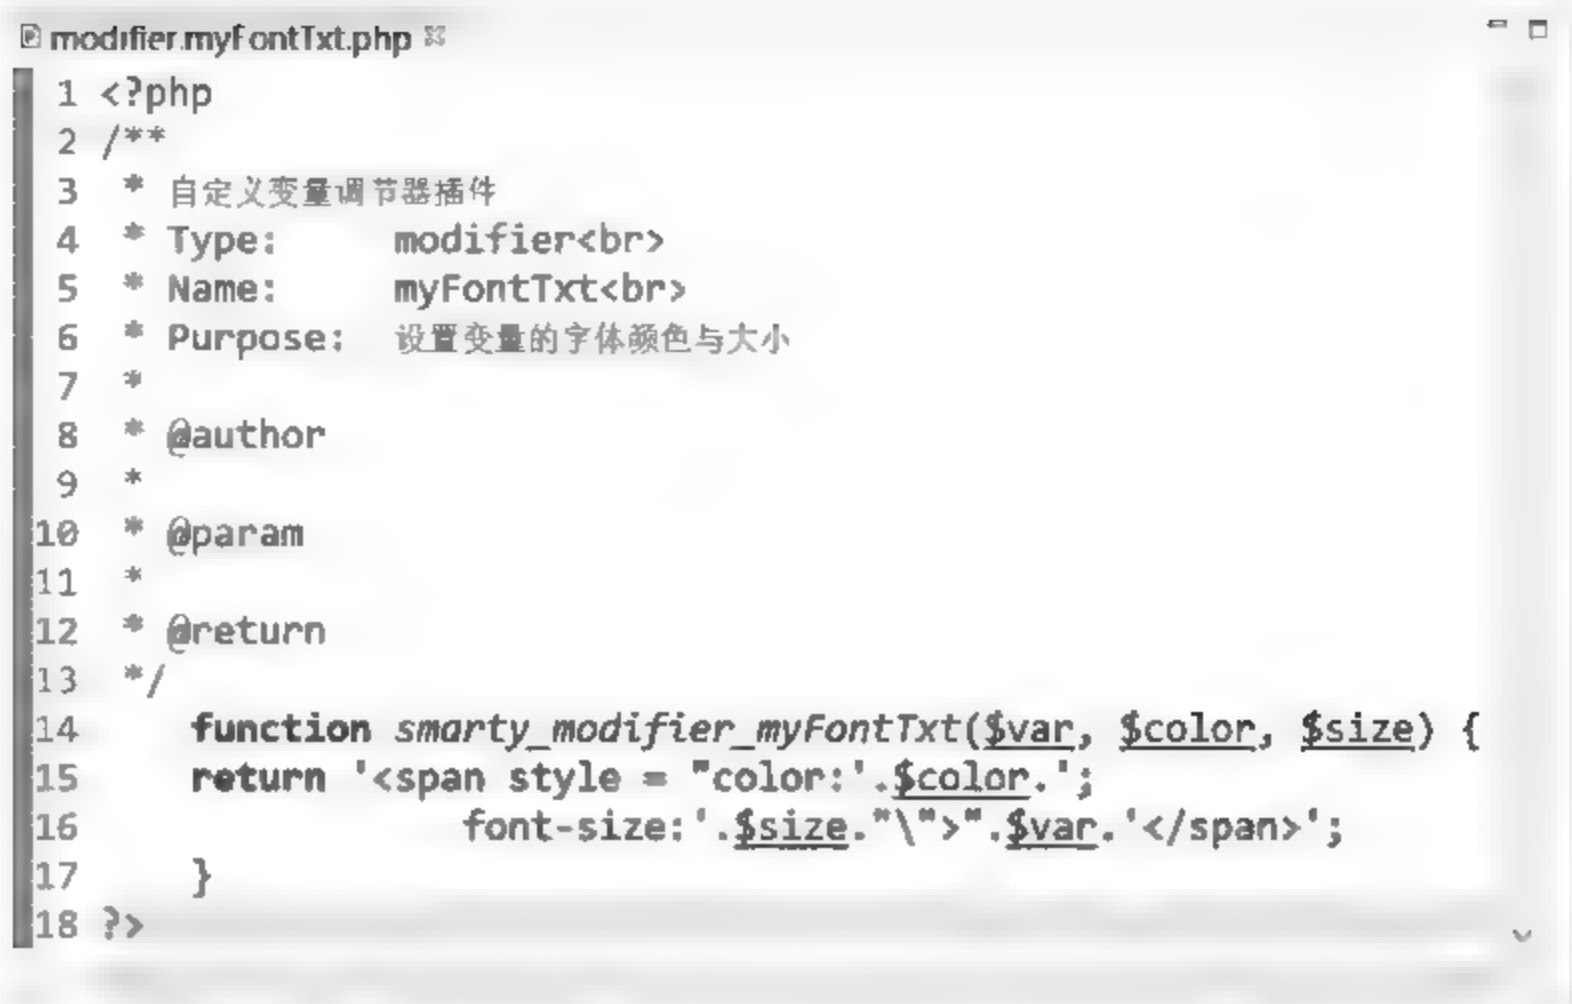 modifier.myFontTxt.php
1 <?php
2 /**
3  * 自定义变量调节器插件
4  * Type:     modifier<br>
5  * Name:     myFontTxt<br>
6  * Purpose:  设置变量的字体颜色与大小
7  *
8  * @author
9  *
10  * @param
11  *
12  * @return
13  */
14     function smarty_modifier_myFontTxt($var, $color, $size) {
15     return '<span style = "color:'.$color.';
16                 font-size:'.$size."\">".$var.'</span>';
17     }
18 ?>